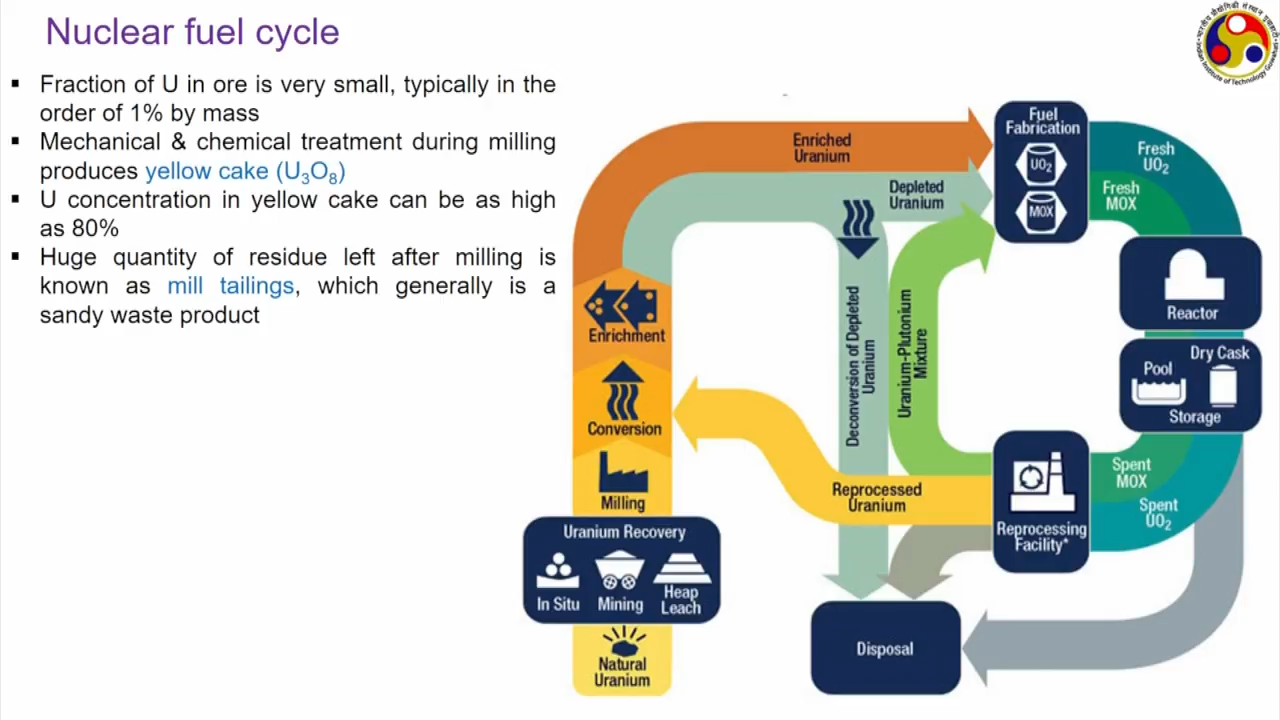 Nuclear fuel cycle
▪ Fraction of U in ore is very small, typically in the
order of 1% by mass
▪ Mechanical & chemical treatment during milling
produces yellow cake (U₃O₈)
▪ U concentration in yellow cake can be as high
as 80%
▪ Huge quantity of residue left after milling is
known as mill tailings, which generally is a
sandy waste product
Enriched
Uranium
Depleted
Uranium
Fuel
Fabrication
UO₂
MOX
Fresh
UO₂
Fresh
MOX
Reactor
Dry Cask
Pool
Storage
Spent
MOX
Spent
UO₂
Reprocessing
Facility*
Uranium-Plutonium
Mixture
Deconversion of Depleted
Uranium
Reprocessed
Uranium
Enrichment
Conversion
Milling
Uranium Recovery
In Situ
Mining
Heap
Leach
Natural
Uranium
Disposal
Indian Institute of Technology Guwahati